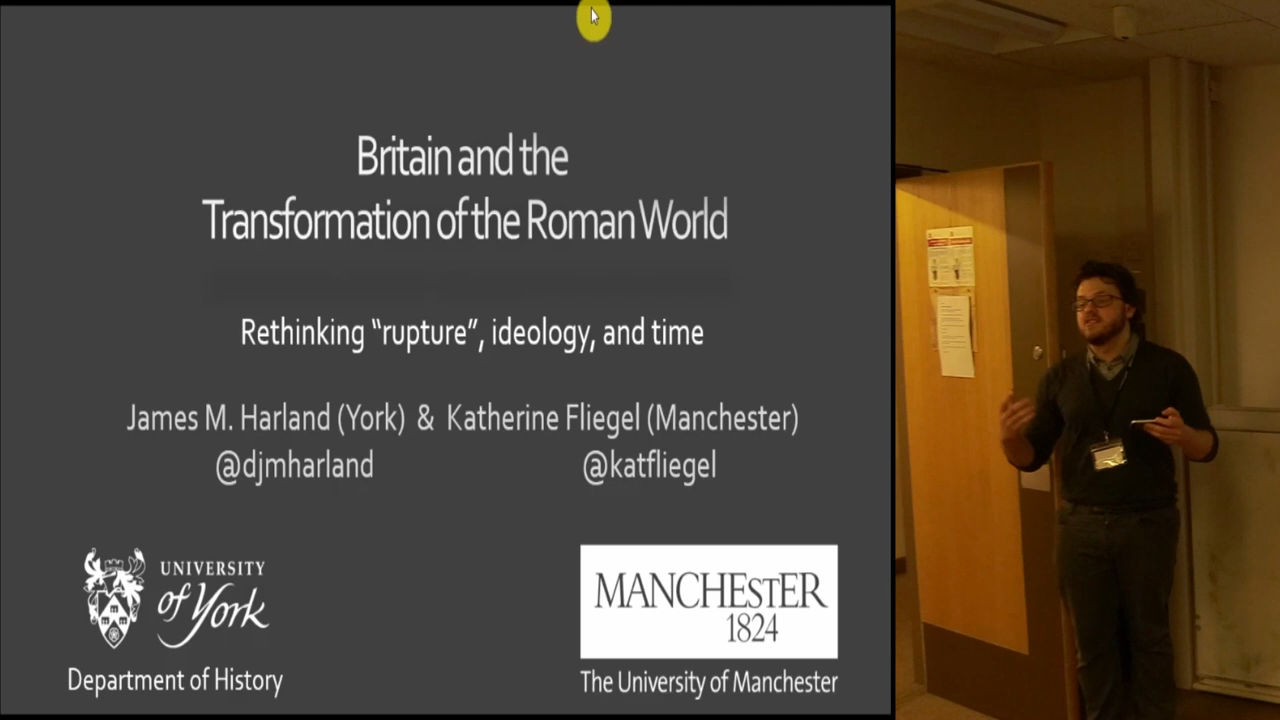 Britain and the
Transformation of the Roman World
Rethinking “rupture”, ideology, and time
James M. Harland (York) & Katherine Fliegel (Manchester)
@djmharland @katfliegel
UNIVERSITY
of York
Department of History
MANCHESTER
1824
The University of Manchester